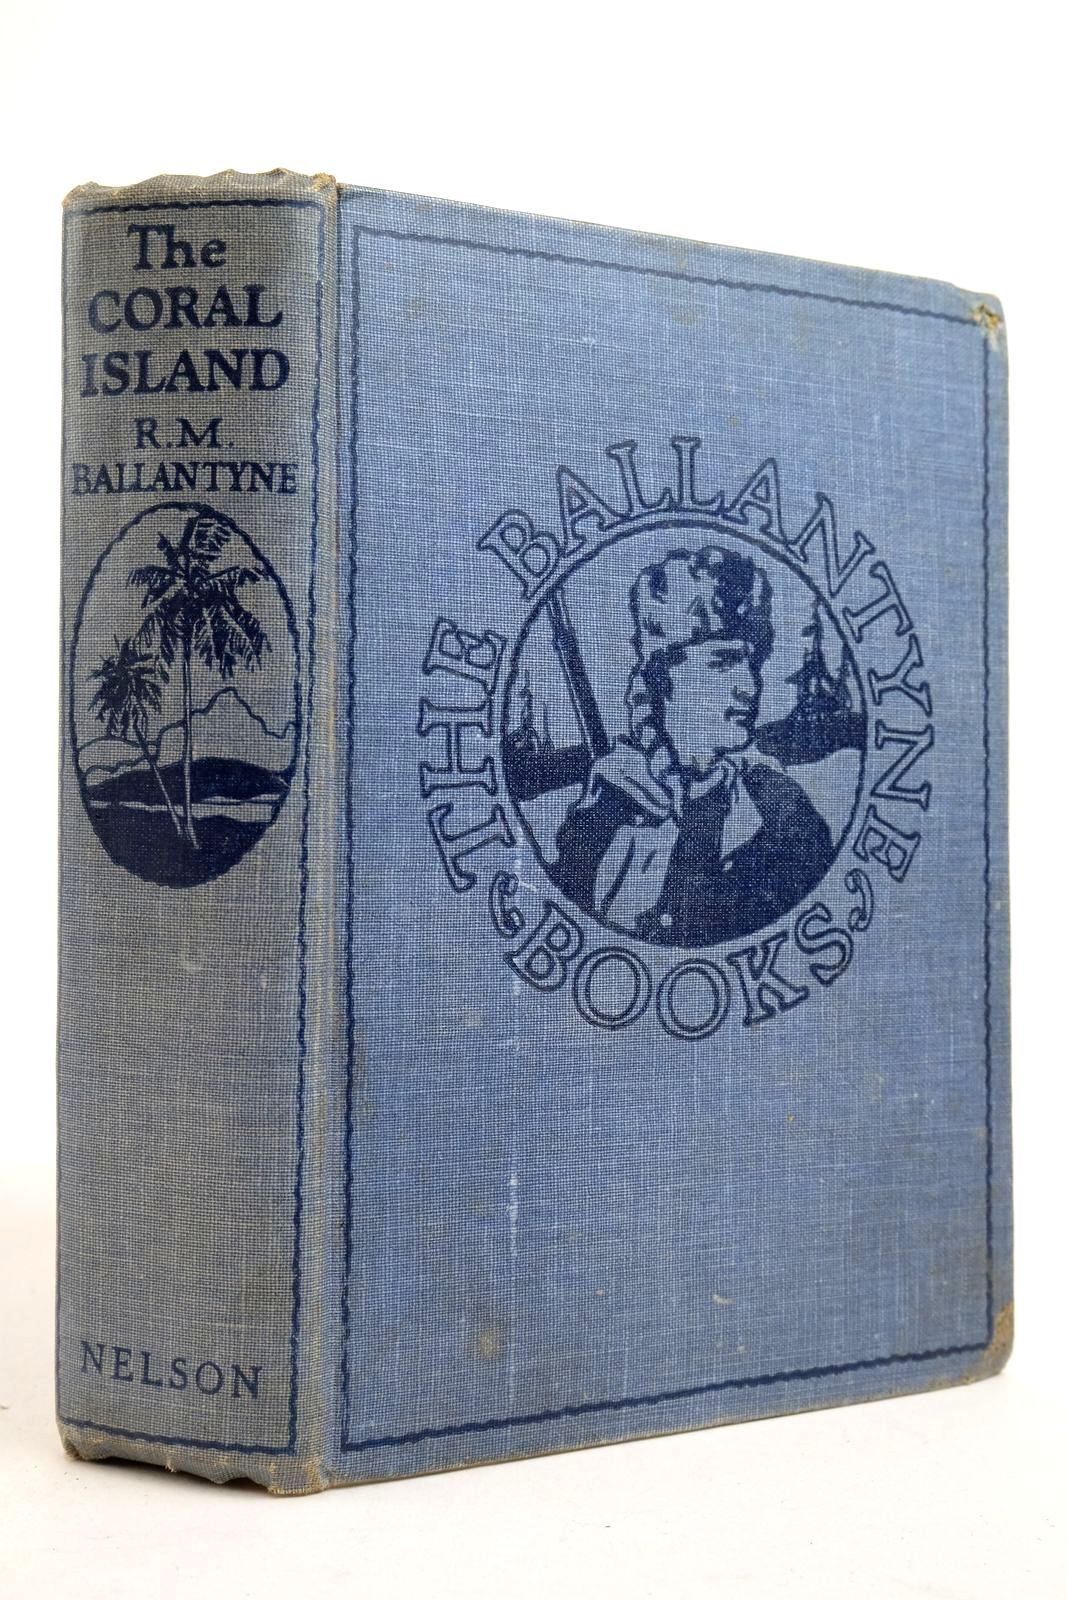 The
CORAL
ISLAND
R.M.
BALLANTYNE
NELSON
THE BALLANTYNE
BOOKS